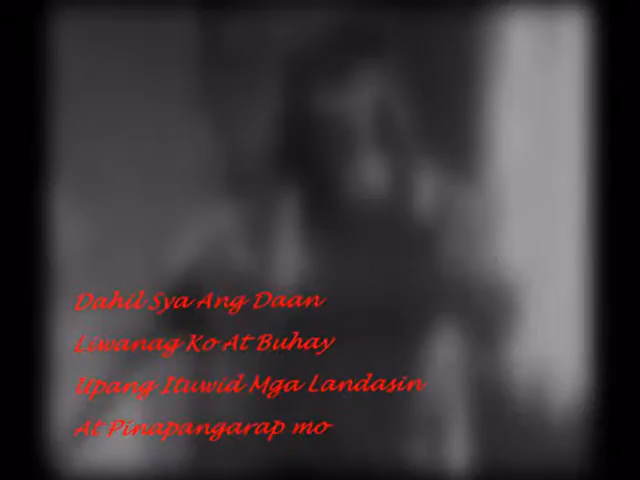 Dahil Sya Ang Daan
Liwanag Ko At Buhay
Upang Ituwid Mga Landasin
At Pinapangarap mo